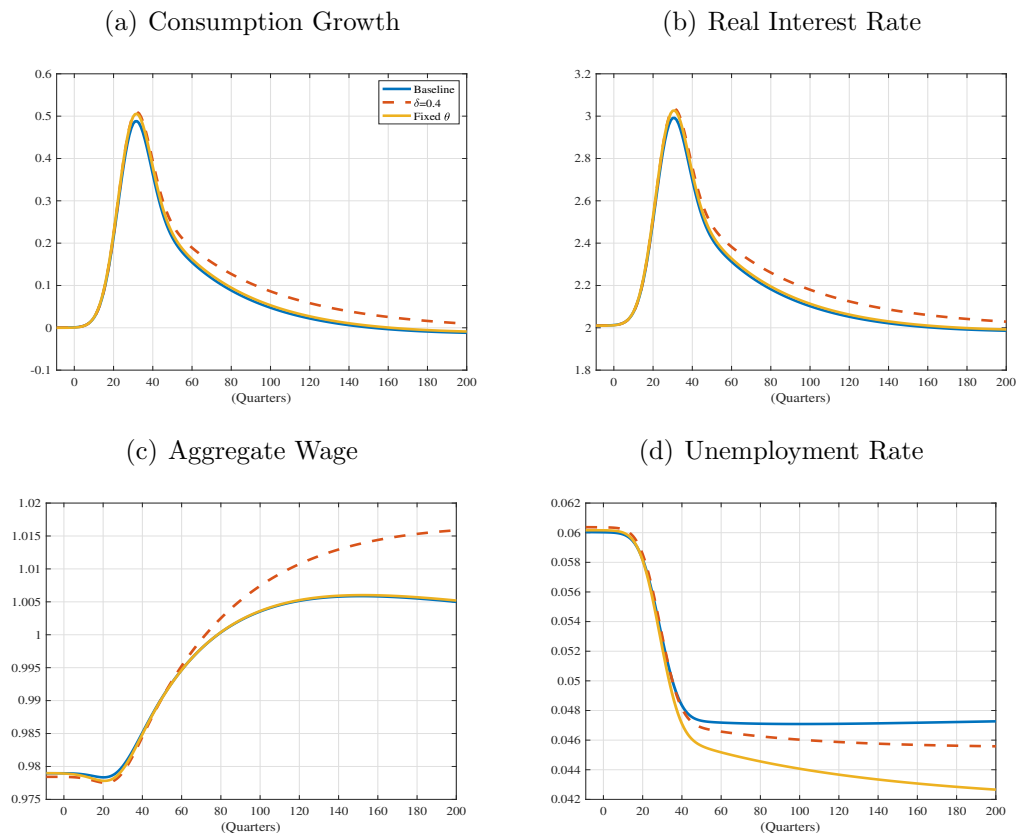 (a) Consumption Growth
0.6
0.5
0.4
0.3
0.2
0.1
0
-0.1
0 20 40 60 80 100 120 140 160 180 200
(Quarters)
Baseline
δ=0.4
Fixed θ
(b) Real Interest Rate
3.2
3
2.8
2.6
2.4
2.2
2
1.8
0 20 40 60 80 100 120 140 160 180 200
(Quarters)
(c) Aggregate Wage
1.02
1.015
1.01
1.005
1
0.995
0.99
0.985
0.98
0.975
0 20 40 60 80 100 120 140 160 180 200
(Quarters)
(d) Unemployment Rate
0.062
0.06
0.058
0.056
0.054
0.052
0.05
0.048
0.046
0.044
0.042
0 20 40 60 80 100 120 140 160 180 200
(Quarters)